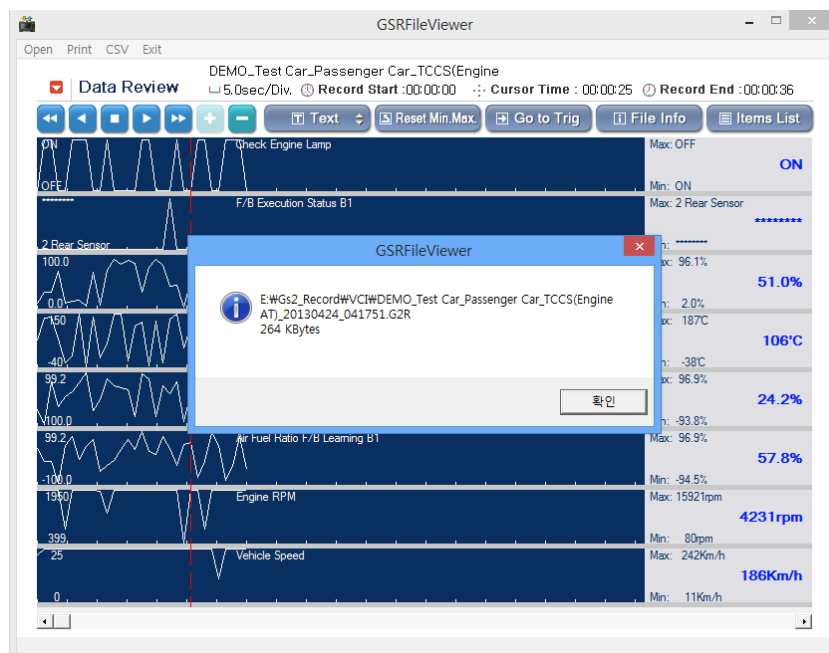 GSRFileViewer
Open Print CSV Exit
DEMO_Test Car_Passenger Car_TCCS(Engine
Data Review
5.0sec/Div. Record Start :00:00:00 Cursor Time : 00:00:25 Record End :00:00:36
Text Reset Min.Max. Go to Trig File Info Items List
ON Check Engine Lamp Max: OFF
ON
OFF Min: ON
******** F/B Execution Status B1 Max: 2 Rear Sensor
********
2 Rear Sensor ********
GSRFileViewer
100.0 96.1%
51.0%
0.0 2.0%
E:₩Gs2_Record₩VCI₩DEMO_Test Car_Passenger Car_TCCS(Engine
AT)_20130424_041751.G2R
264 KBytes
187'C
106'C
-40 -38'C
99.2 96.9%
확인
24.2%
-100.0 -93.8%
99.2 Air Fuel Ratio F/B Learning B1 Max: 96.9%
57.8%
-100.0 Min: -94.5%
Engine RPM Max: 15921rpm
4231rpm
399 Min: 80rpm
25 Vehicle Speed Max: 242Km/h
186Km/h
0 Min: 11Km/h